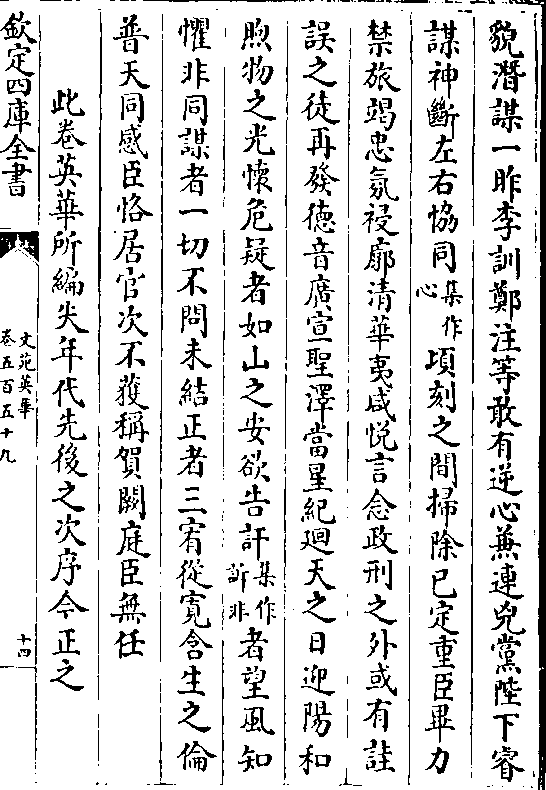 貌潛謀一昨李訓鄭注等敢有逆心兼連兇黨陛下睿
謀神斷左右協同集作心頃刻之間掃除已定重臣畢力
禁旅竭忠氛祲廓清華夷咸悦言念政刑之外或有詿
誤之徒再發德音廣宣聖澤當星紀廻天之日迎陽和
煦物之光懷危疑者如山之安欲告訐集作訴非者望風知
懼非同謀者一切不問未結正者三宥從寛含生之倫
普天同感臣恪居官次不獲稱賀闕庭臣無任
此卷英華所編失年代先後之次序今正之
欽定四庫全書
文苑英華
卷五百五十九
十四